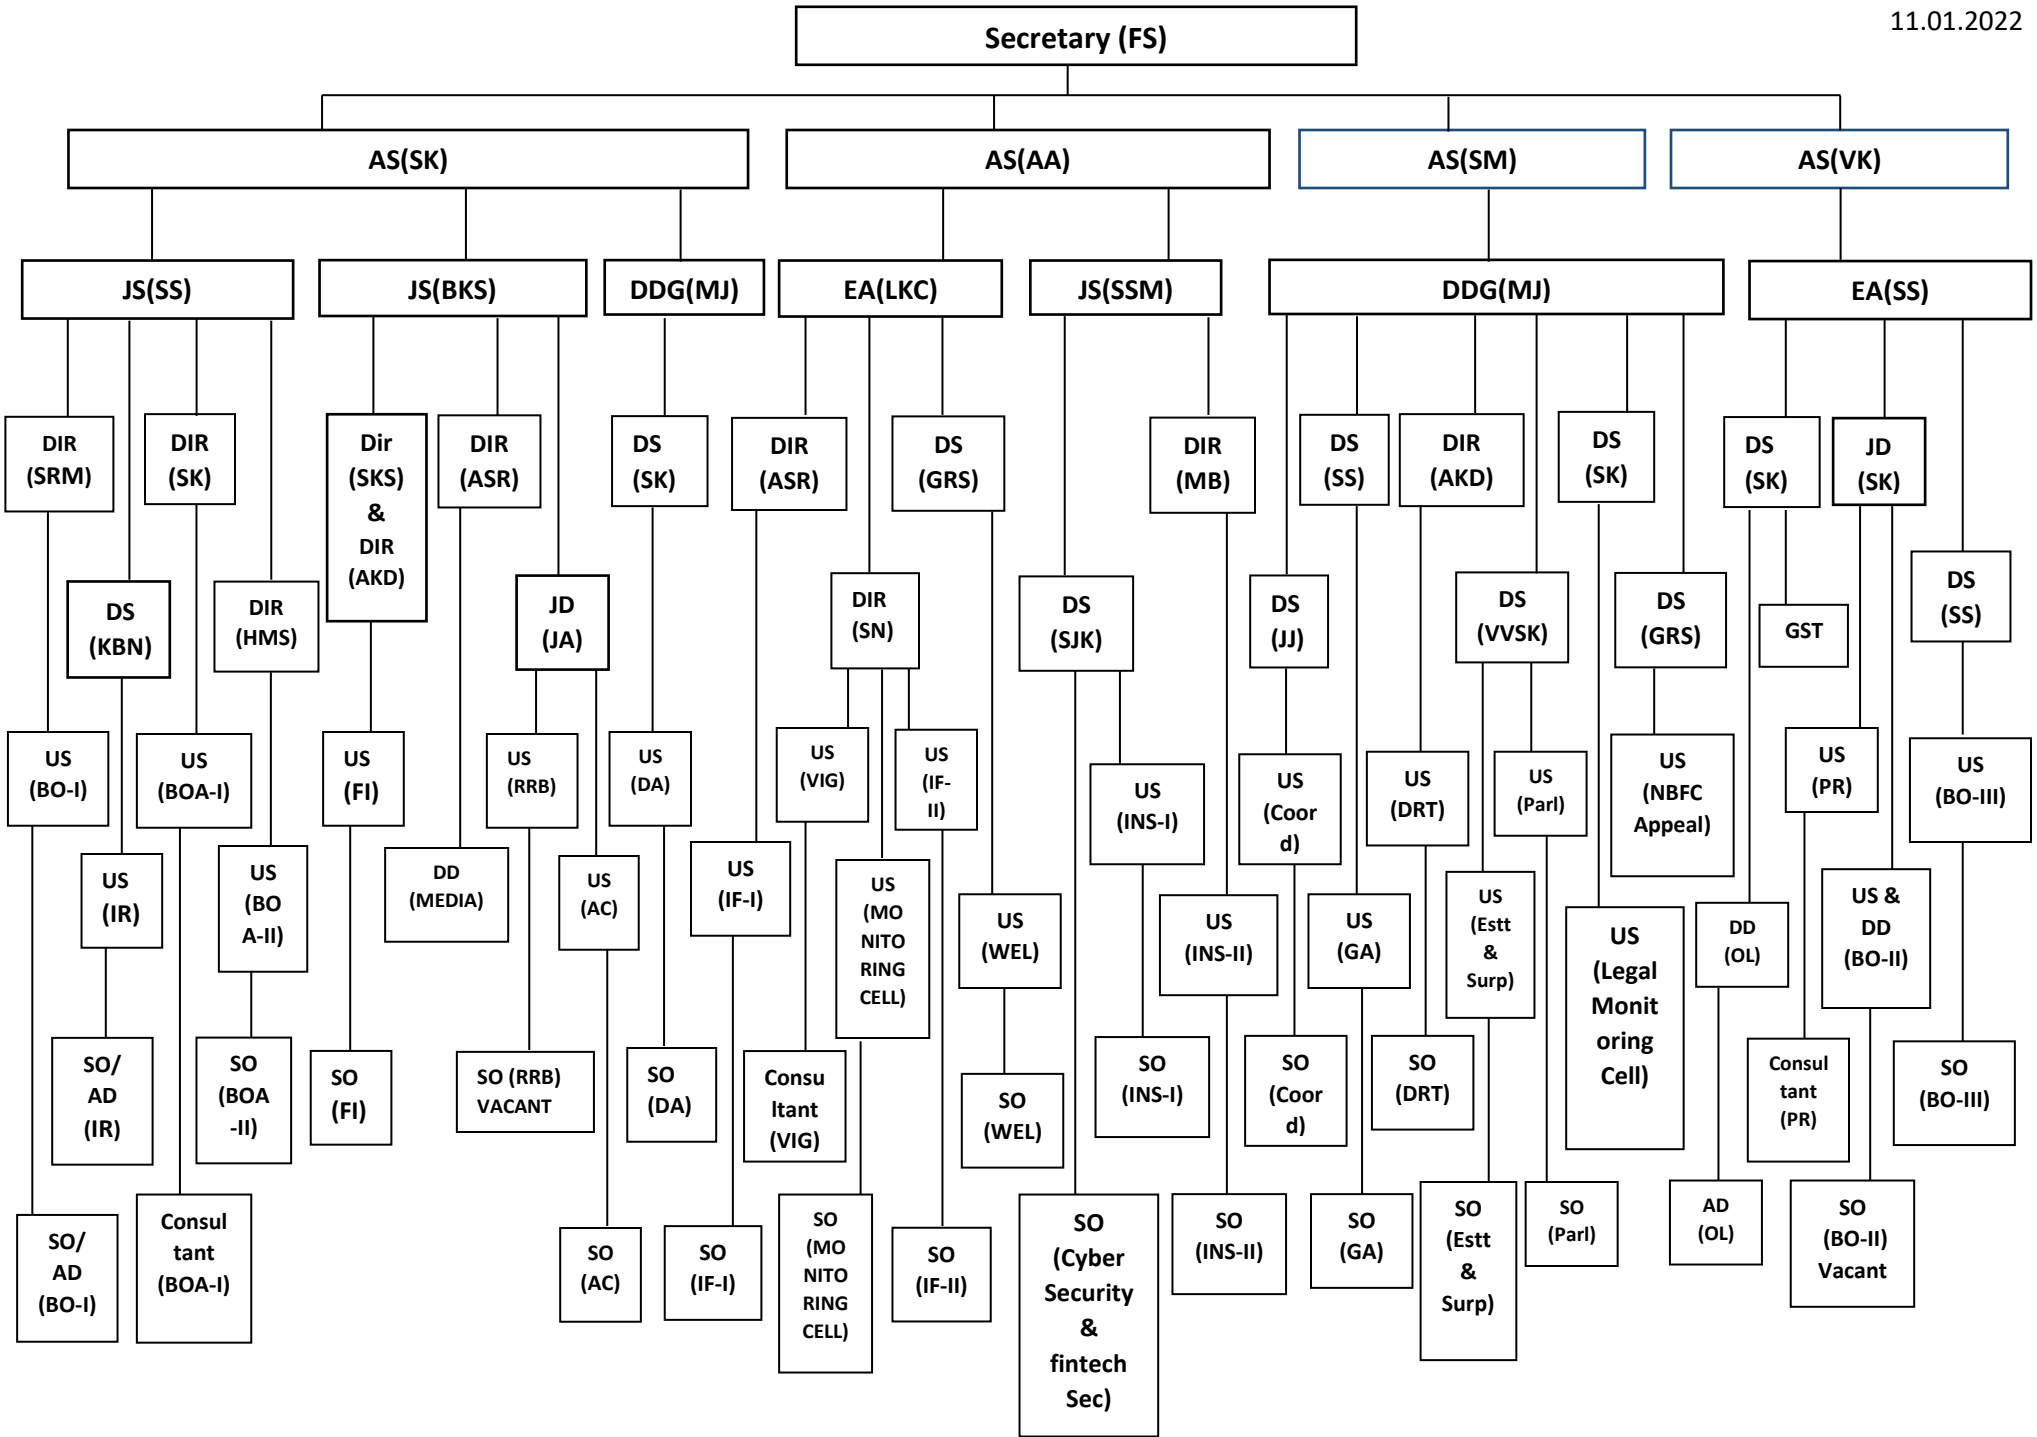 11.01.2022
Secretary (FS)
AS(SK)
AS(AA)
AS(SM)
AS(VK)
JS(SS)
JS(BKS)
DDG(MJ)
EA(LKC)
JS(SSM)
DDG(MJ)
EA(SS)
DIR
(SRM)
DIR
(SK)
Dir
(SKS)
&
DIR
(AKD)
DIR
(ASR)
DS
(SK)
DIR
(ASR)
DS
(GRS)
DIR
(MB)
DS
(SS)
DIR
(AKD)
DS
(SK)
DS
(SK)
JD
(SK)
DS
(KBN)
DIR
(HMS)
JD
(JA)
DIR
(SN)
DS
(SJK)
DS
(JJ)
DS
(VVSK)
DS
(GRS)
GST
DS
(SS)
US
(BO-I)
US
(BOA-I)
US
(FI)
US
(RRB)
US
(DA)
US
(VIG)
US
(IF-
II)
US
(INS-I)
US
(Coor
d)
US
(DRT)
US
(Parl)
US
(NBFC
Appeal)
US
(PR)
US
(BO-III)
US
(IR)
US
(BO
A-II)
DD
(MEDIA)
US
(AC)
US
(IF-I)
US
(MO
NITO
RING
CELL)
US
(WEL)
US
(INS-II)
US
(GA)
US
(Estt
&
Surp)
US
(Legal
Monit
oring
Cell)
DD
(OL)
US &
DD
(BO-II)
SO/
AD
(IR)
SO
(BOA
-II)
SO
(FI)
SO (RRB)
VACANT
SO
(DA)
Consu
ltant
(VIG)
SO
(WEL)
SO
(INS-I)
SO
(Coor
d)
SO
(DRT)
Consul
tant
(PR)
SO
(BO-III)
SO/
AD
(BO-I)
Consul
tant
(BOA-I)
SO
(AC)
SO
(IF-I)
SO
(MO
NITO
RING
CELL)
SO
(IF-II)
SO
(Cyber
Security
&
fintech
Sec)
SO
(INS-II)
SO
(GA)
SO
(Estt
&
Surp)
SO
(Parl)
AD
(OL)
SO
(BO-II)
Vacant